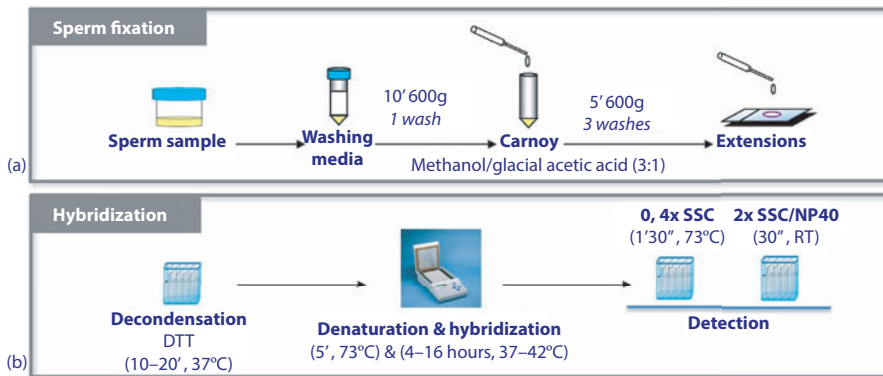 Sperm fixation
10’ 600g
1 wash
5’ 600g
3 washes
Sperm sample
Washing
media
Carnoy
Extensions
Methanol/glacial acetic acid (3:1)
(a)
Hybridization
0, 4x SSC
(1’30”, 73ºC)
2x SSC/NP40
(30”, RT)
Decondensation
DTT
(10–20’, 37ºC)
Denaturation & hybridization
(5’, 73ºC) & (4–16 hours, 37–42ºC)
Detection
(b)